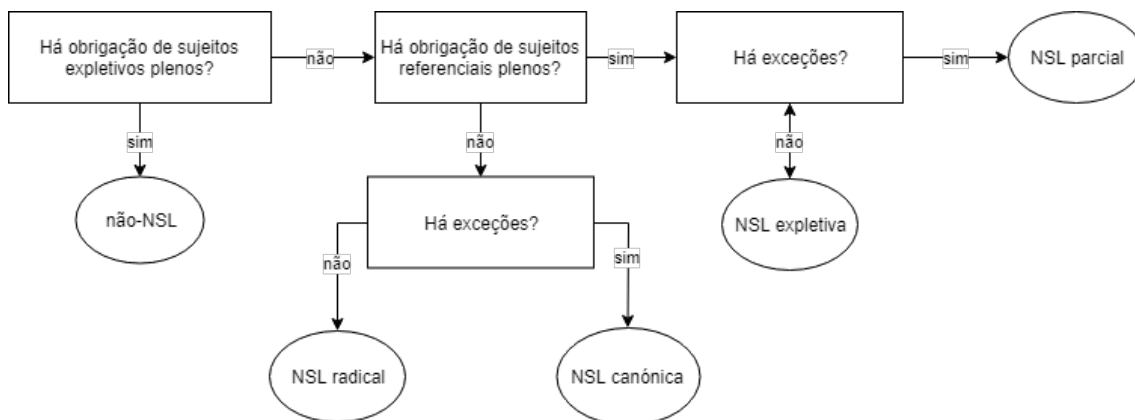 Há obrigação de sujeitos
expletivos plenos?
não
Há obrigação de sujeitos
referenciais plenos?
sim
Há exceções?
sim
NSL parcial
sim
não
não
não-NSL
Há exceções?
NSL expletiva
não
sim
NSL radical
NSL canónica